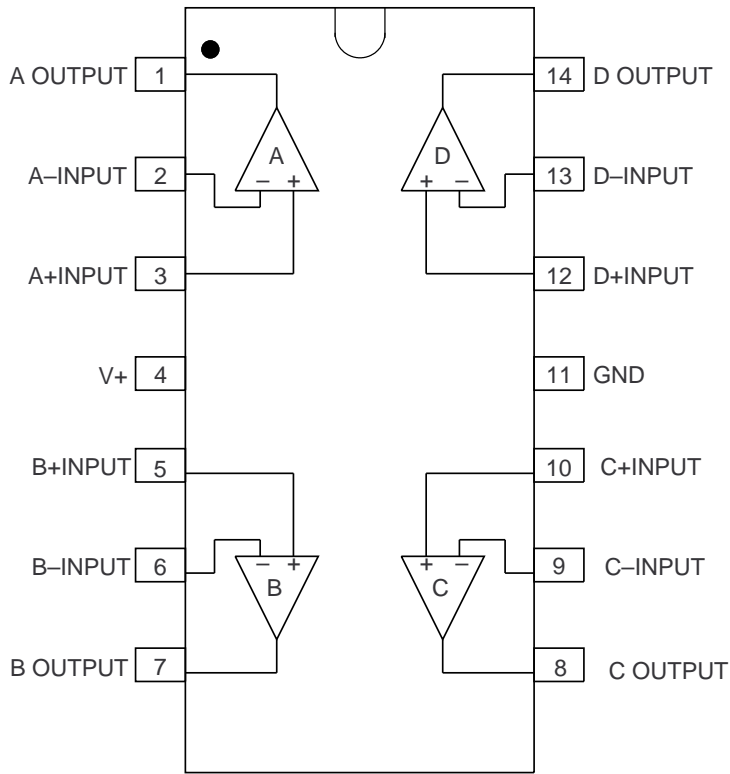 A OUTPUT 1 14 D OUTPUT
A D
A–INPUT 2 – + + – 13 D–INPUT
A+INPUT 3 12 D+INPUT
V+ 4 11 GND
B+INPUT 5 10 C+INPUT
B–INPUT 6 – + + – 9 C–INPUT
B C
B OUTPUT 7 8 C OUTPUT